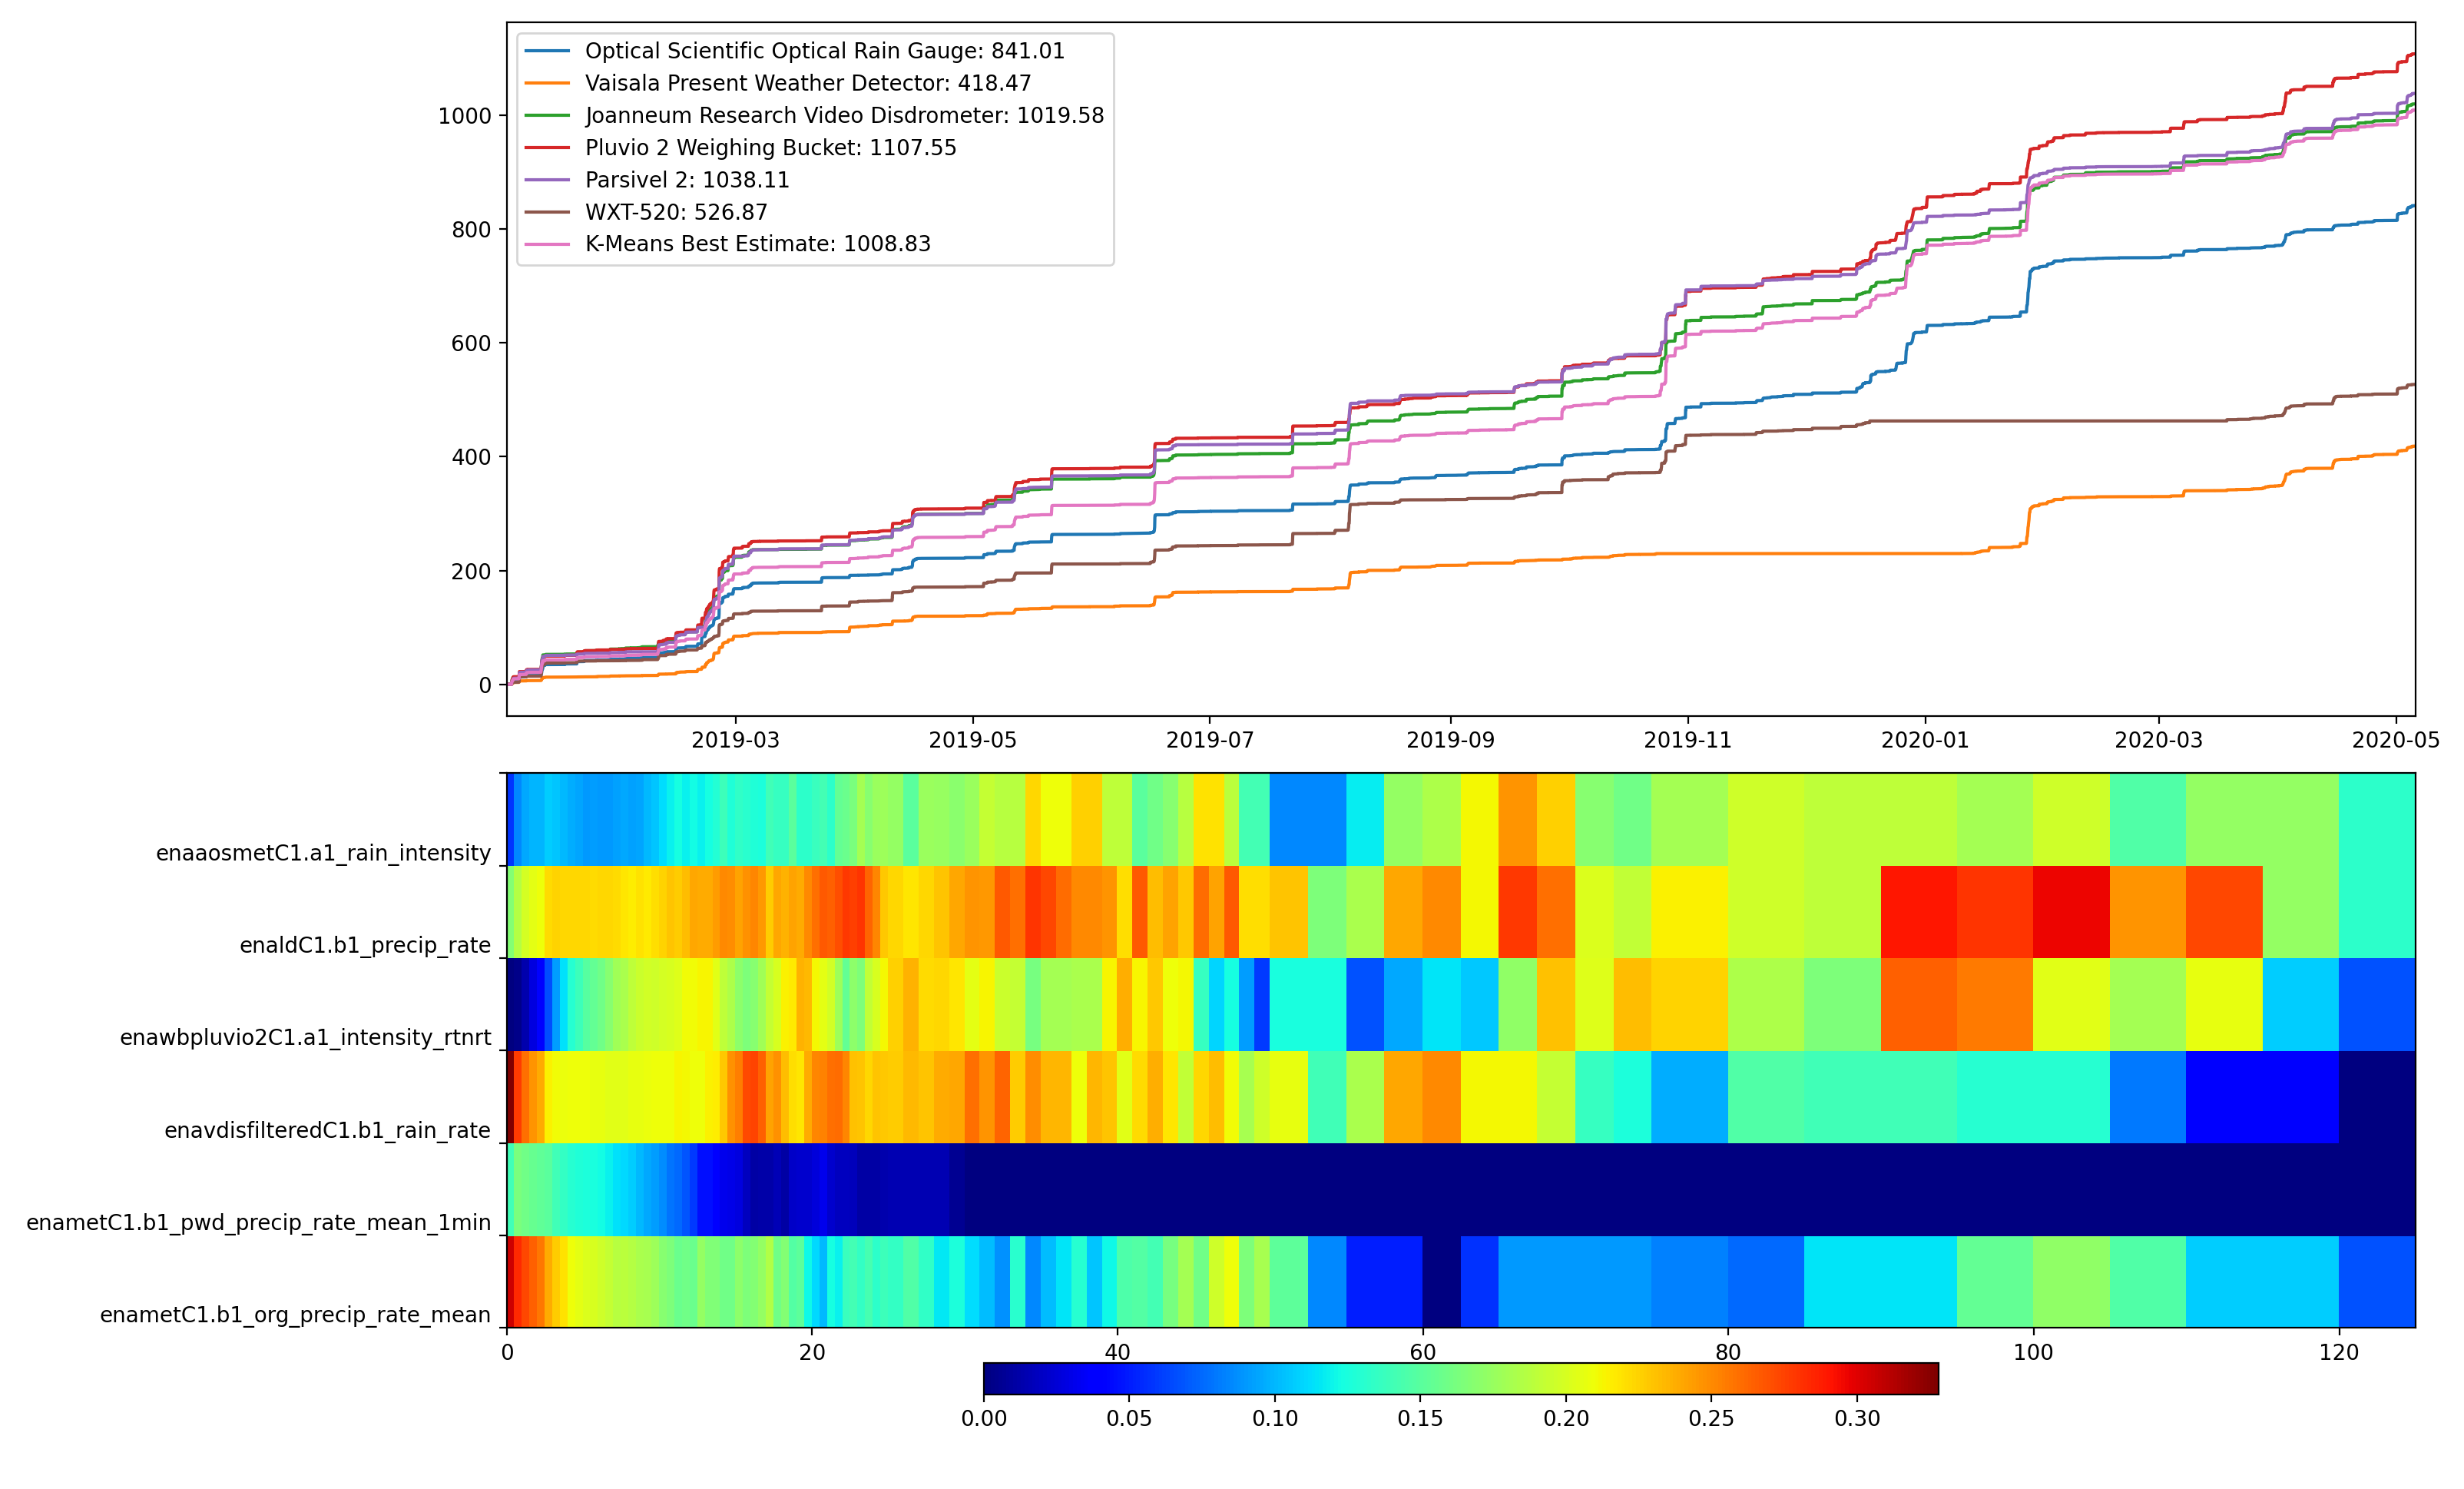 Optical Scientific Optical Rain Gauge: 841.01
Vaisala Present Weather Detector: 418.47
Joanneum Research Video Disdrometer: 1019.58
Pluvio 2 Weighing Bucket: 1107.55
Parsivel 2: 1038.11
WXT-520: 526.87
K-Means Best Estimate: 1008.83
1000
800
600
400
200
0
2019-03 2019-05 2019-07 2019-09 2019-11 2020-01 2020-03 2020-05
enaaosmetC1.a1_rain_intensity
enaldC1.b1_precip_rate
enawbpluvio2C1.a1_intensity_rtnrt
enavdisfilteredC1.b1_rain_rate
enametC1.b1_pwd_precip_rate_mean_1min
enametC1.b1_org_precip_rate_mean
0 20 40 60 80 100 120
0.00 0.05 0.10 0.15 0.20 0.25 0.30